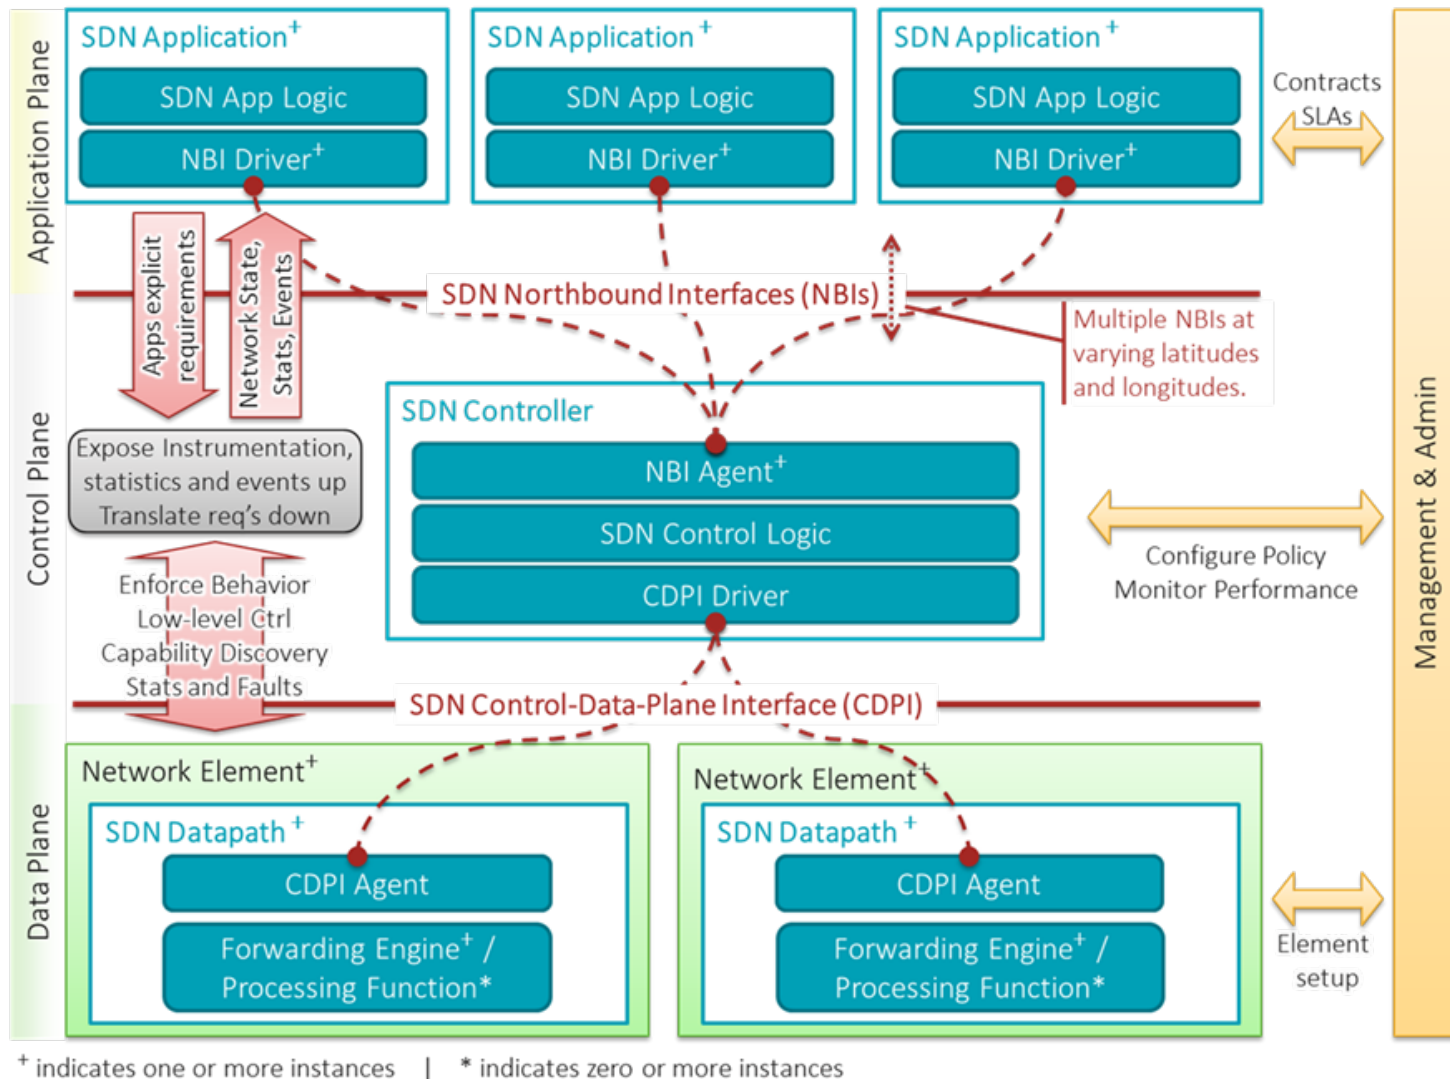 Application Plane
SDN Application+
SDN App Logic
NBI Driver+
SDN Application+
SDN App Logic
NBI Driver+
SDN Application+
SDN App Logic
NBI Driver+
Contracts
SLAs
Apps explicit
requirements
Network State,
Stats, Events
SDN Northbound Interfaces (NBIs)
Multiple NBIs at
varying latitudes
and longitudes.
Control Plane
Expose Instrumentation,
statistics and events up
Translate req's down
SDN Controller
NBI Agent+
SDN Control Logic
CDPI Driver
Configure Policy
Monitor Performance
Management & Admin
Enforce Behavior
Low-level Ctrl
Capability Discovery
Stats and Faults
SDN Control-Data-Plane Interface (CDPI)
Data Plane
Network Element+
SDN Datapath+
CDPI Agent
Forwarding Engine+ /
Processing Function*
Network Element+
SDN Datapath+
CDPI Agent
Forwarding Engine+ /
Processing Function*
Element
setup
+ indicates one or more instances | * indicates zero or more instances